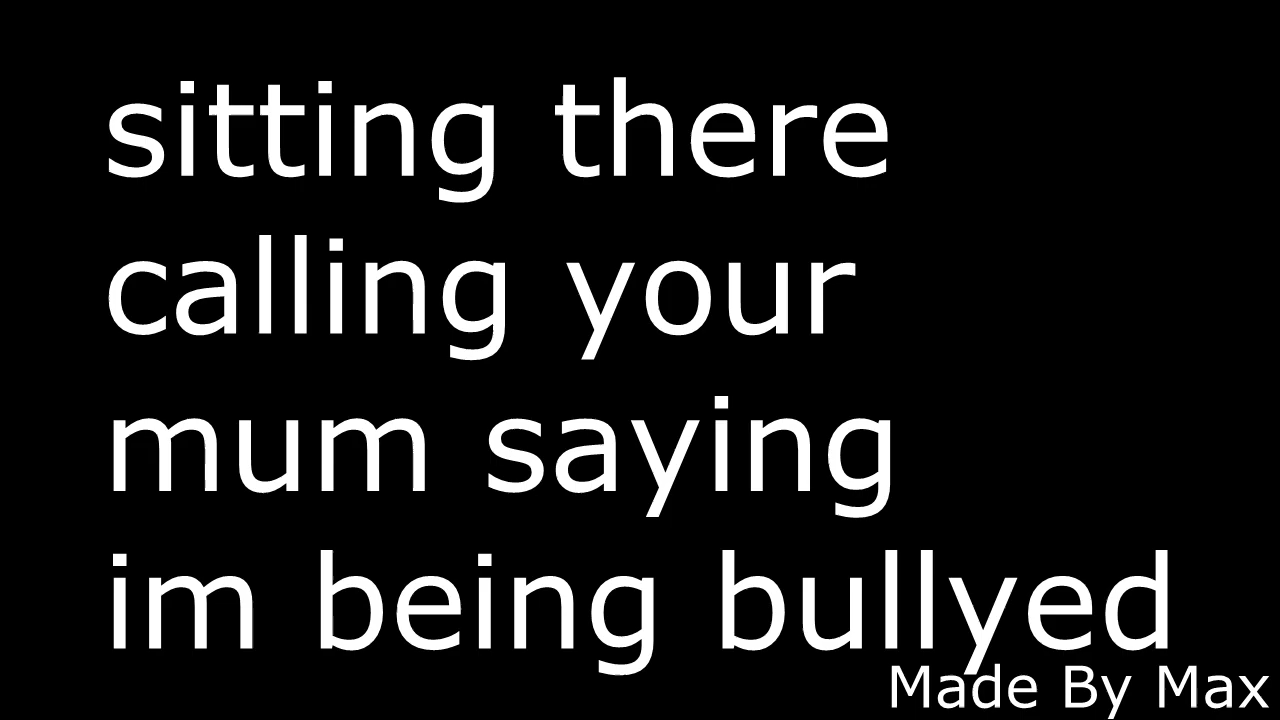 sitting there
calling your
mum saying
im being bullyed
Made By Max